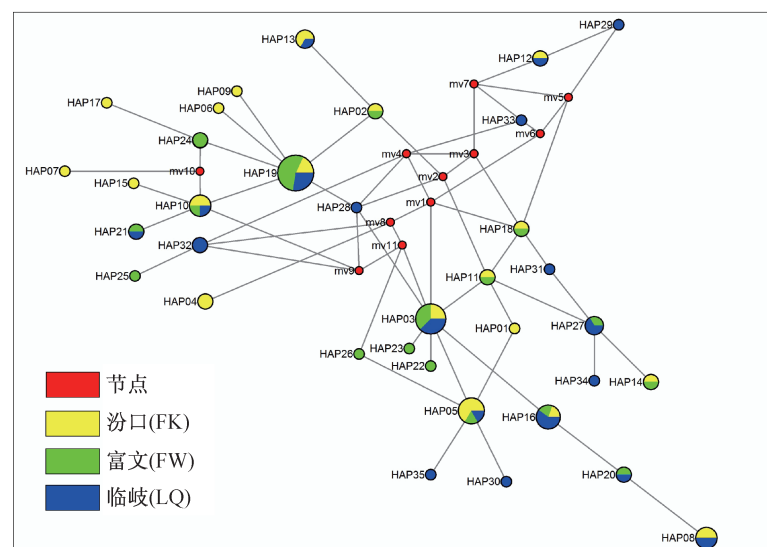 HAP29
HAP13
HAP12
mv7
HAP09
mv5
HAP17
HAP06
HAP02
HAP33
mv6
HAP24
mv4
mv3
HAP07
mv10
HAP19
mv2
HAP15
HAP10
HAP28
mv1
mv8
HAP18
HAP21
HAP32
mv11
HAP25
mv9
HAP31
HAP11
HAP04
HAP03
HAP01
HAP27
HAP26
HAP23
HAP22
HAP34
HAP14
节点
HAP05
HAP16
汾口(FK)
富文(FW)
HAP35
HAP30
HAP20
临岐(LQ)
HAP08